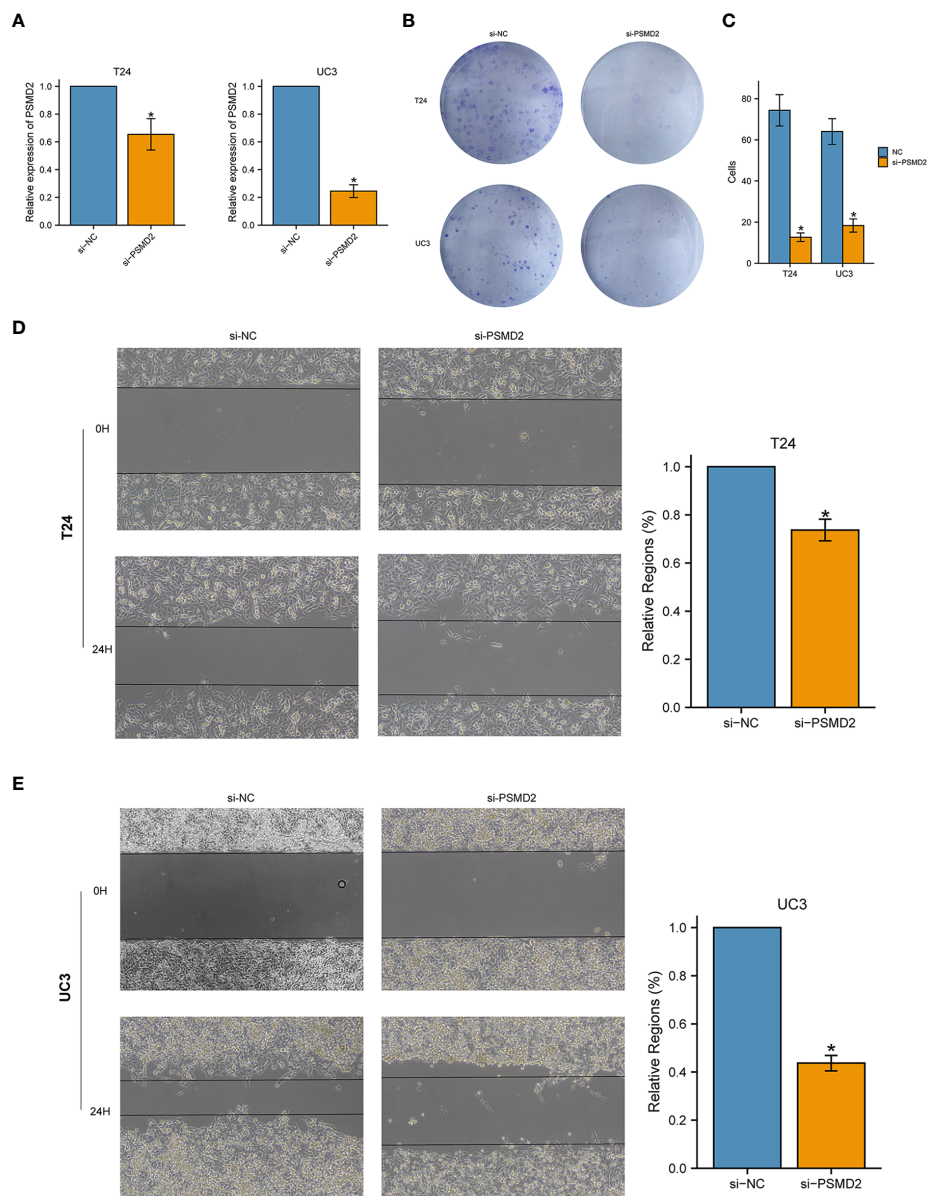 A
T24
Relative expression of PSMD2
1.0
0.8
0.6
0.4
0.2
0.0
*
si−NC
si−PSMD2
UC3
Relative expression of PSMD2
1.0
0.8
0.6
0.4
0.2
0.0
*
si−NC
si−PSMD2
B
si-NC
si-PSMD2
T24
UC3
C
Cells
80
60
40
20
0
*
*
T24
UC3
NC
si−PSMD2
D
si-NC
si-PSMD2
T24
0H
24H
T24
Relative Regions (%)
1.0
0.8
0.6
0.4
0.2
0.0
*
si−NC
si−PSMD2
E
si-NC
si-PSMD2
UC3
0H
24H
UC3
Relative Regions (%)
1.0
0.8
0.6
0.4
0.2
0.0
*
si−NC
si−PSMD2